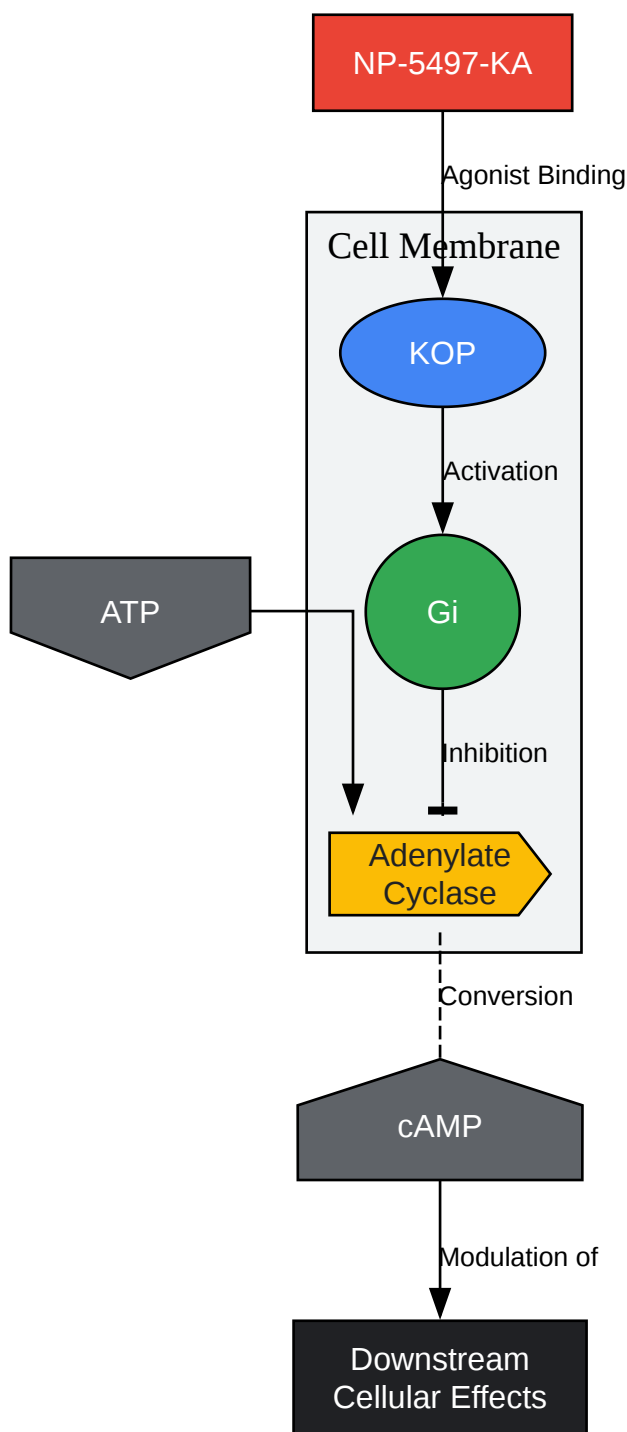 NP-5497-KA
Agonist Binding
Cell Membrane
KOP
Activation
ATP
Gi
Inhibition
Adenylate
Cyclase
Conversion
cAMP
Modulation of
Downstream
Cellular Effects